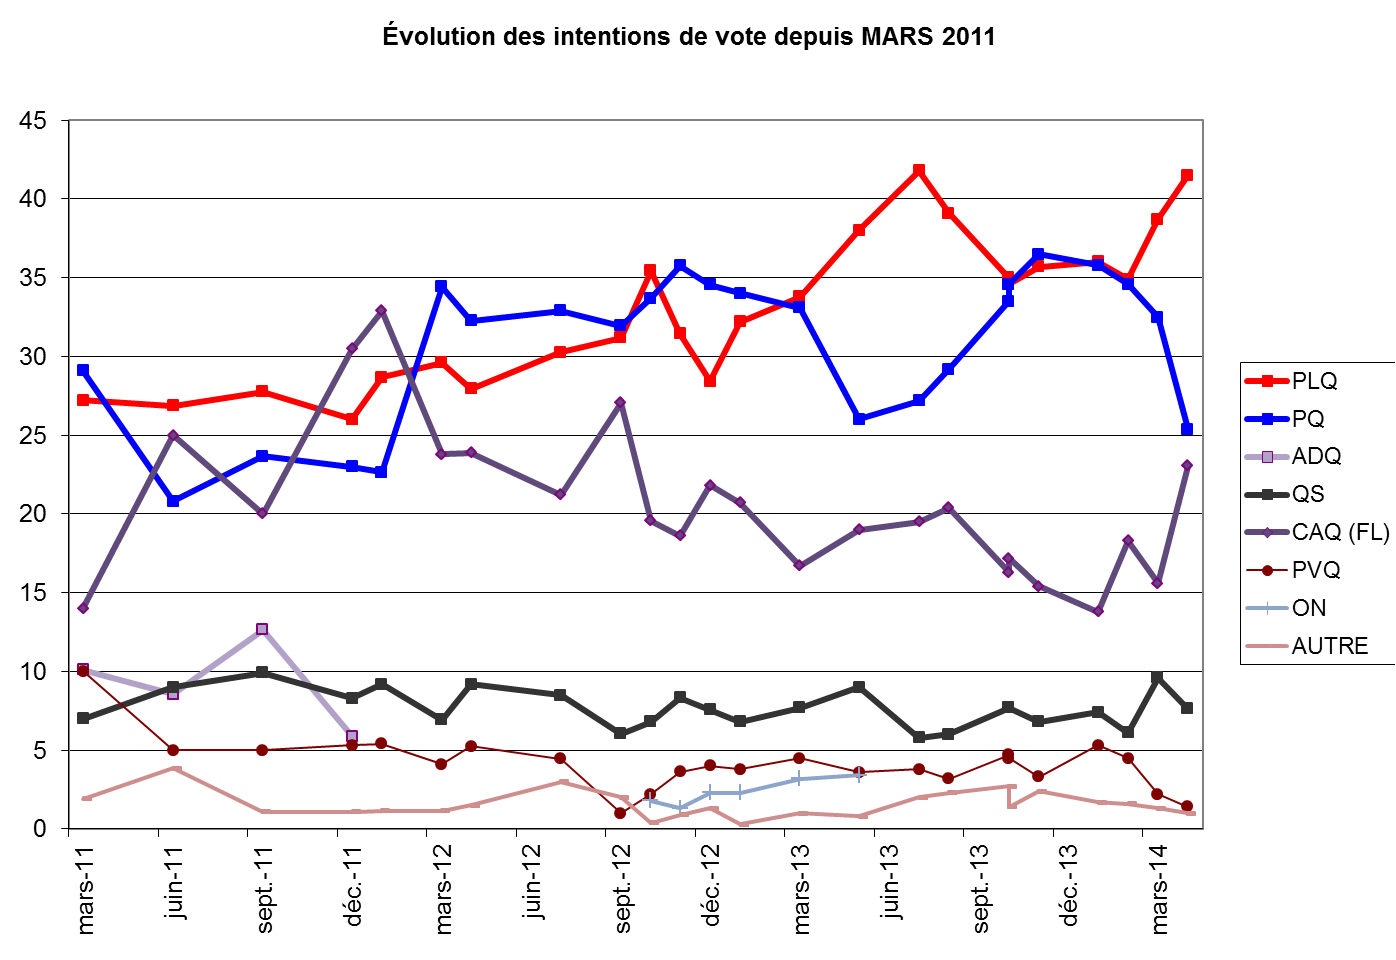 Évolution des intentions de vote depuis MARS 2011
45
40
35
30
25
20
15
10
5
0
mars-11
juin-11
sept.-11
déc.-11
mars-12
juin-12
sept.-12
déc.-12
mars-13
juin-13
sept.-13
déc.-13
mars-14
PLQ
PQ
ADQ
QS
CAQ (FL)
PVQ
ON
AUTRE